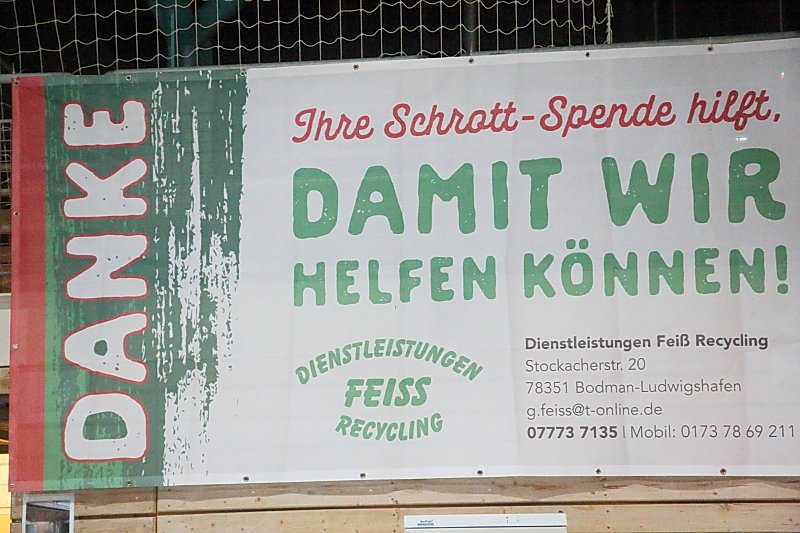 DANKE
Ihre Schrott-Spende hilft,
DAMIT WIR
HELFEN KÖNNEN!
DIENSTLEISTUNGEN
FEISS
RECYCLING
Dienstleistungen Feiß Recycling
Stockacherstr. 20
78351 Bodman-Ludwigshafen
g.feiss@t-online.de
07773 7135 | Mobil: 0173 78 69 211